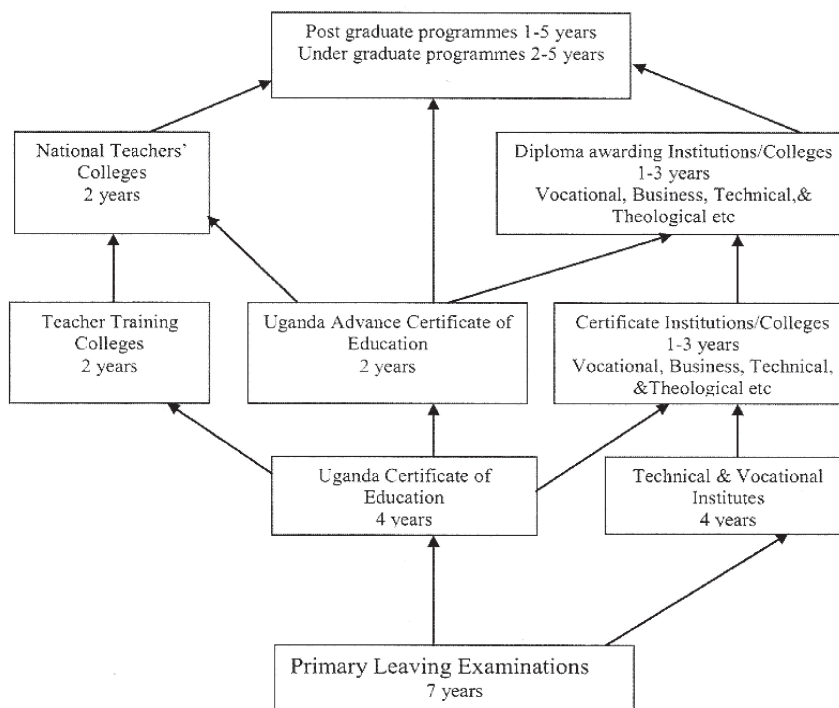 Post graduate programmes 1-5 years
Under graduate programmes 2-5 years
National Teachers'
Colleges
2 years
Diploma awarding Institutions/Colleges
1-3 years
Vocational, Business, Technical,&
Theological etc
Teacher Training
Colleges
2 years
Uganda Advance Certificate of
Education
2 years
Certificate Institutions/Colleges
1-3 years
Vocational, Business, Technical,
&Theological etc
Uganda Certificate of
Education
4 years
Technical & Vocational
Institutes
4 years
Primary Leaving Examinations
7 years